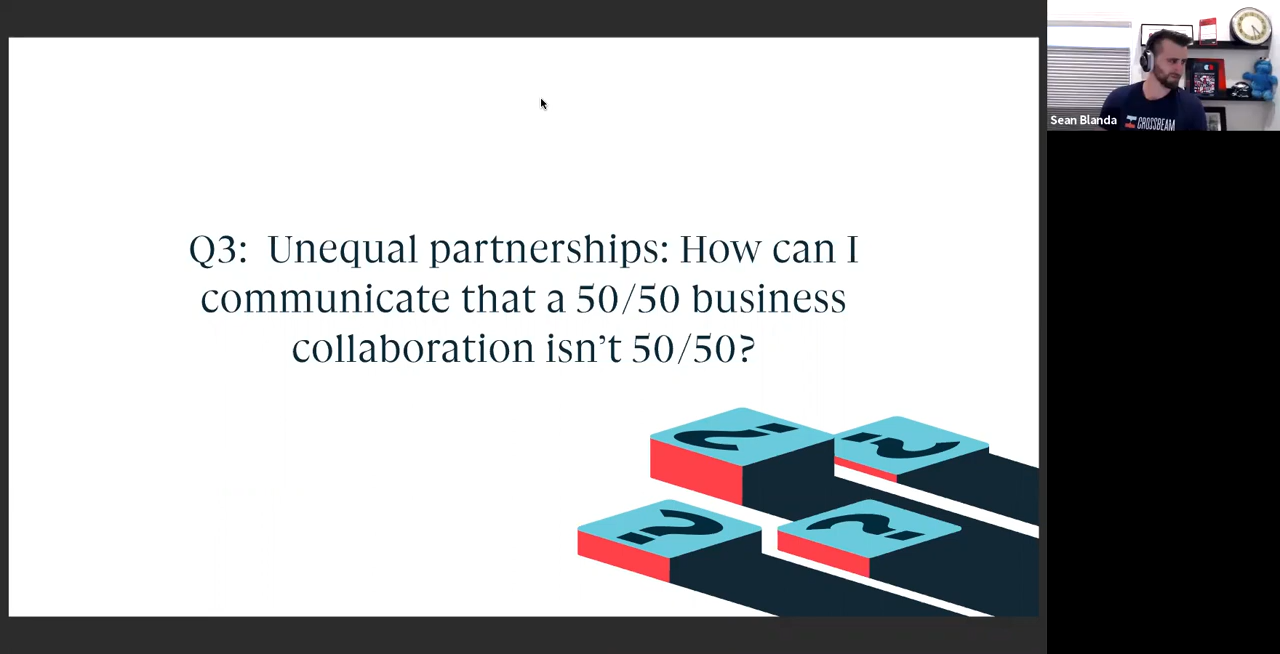 Q3: Unequal partnerships: How can I
communicate that a 50/50 business
collaboration isn’t 50/50?
? ?
? ?
Sean Blanda
CROSSBEAM